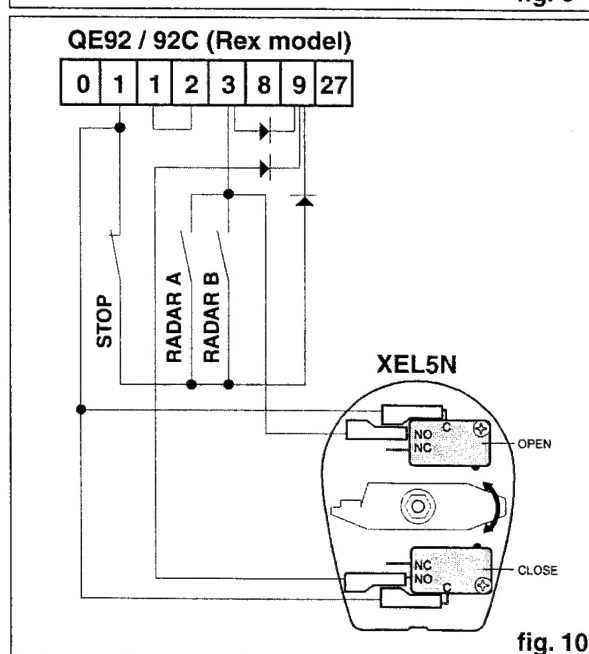 fig. 9
QE92 / 92C (Rex model)
0 1 1 2 3 8 9 27
STOP
RADAR A
RADAR B
XEL5N
C
NO
NC
OPEN
NC
NO
C
CLOSE
fig. 10